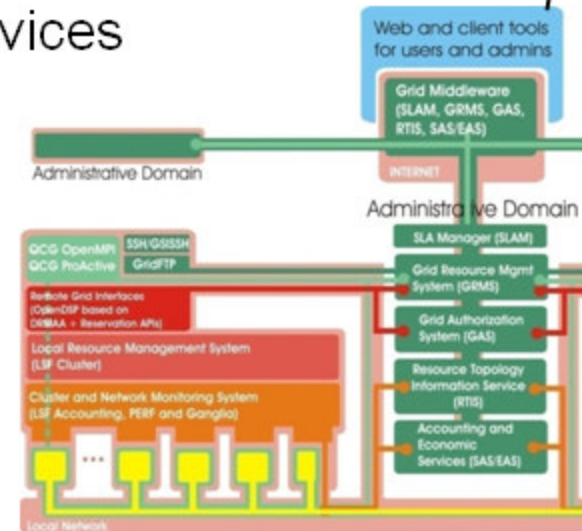 vices
Web and client tools
for users and admins
Grid Middleware
(SLAM, GRMS, GAS,
RTIS, SAS/EAS)
INTERNET
Administrative Domain
Administrative Domain
SLA Manager (SLAM)
QCG OpenMPI
QCG ProActive
SSH/GSISSH
GridFTP
Grid Resource Mgmt
System (GRMS)
Remote Grid Interfaces
(OpenDSP based on
DRMAA + Reservation APIs)
Grid Authorization
System (GAS)
Local Resource Management System
(LSF Cluster)
Resource Topology
Information Service
(RTIS)
Cluster and Network Monitoring System
(LSF Accounting, PERF and Ganglia)
Accounting and
Economic
Services (SAS/EAS)
...
Local Network